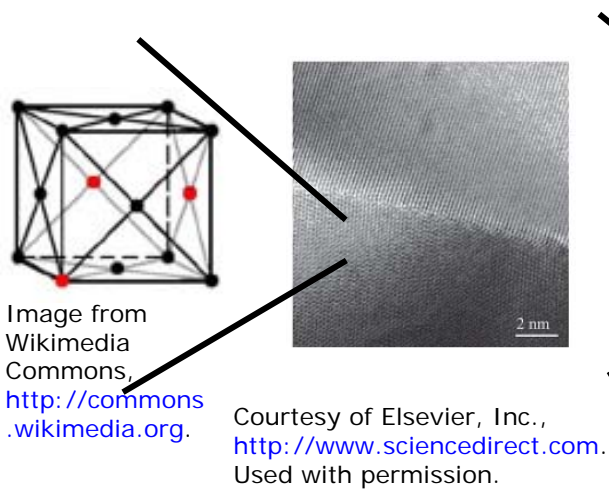 2 nm
Image from
Wikimedia
Commons,
http://commons
.wikimedia.org.
Courtesy of Elsevier, Inc.,
http://www.sciencedirect.com.
Used with permission.